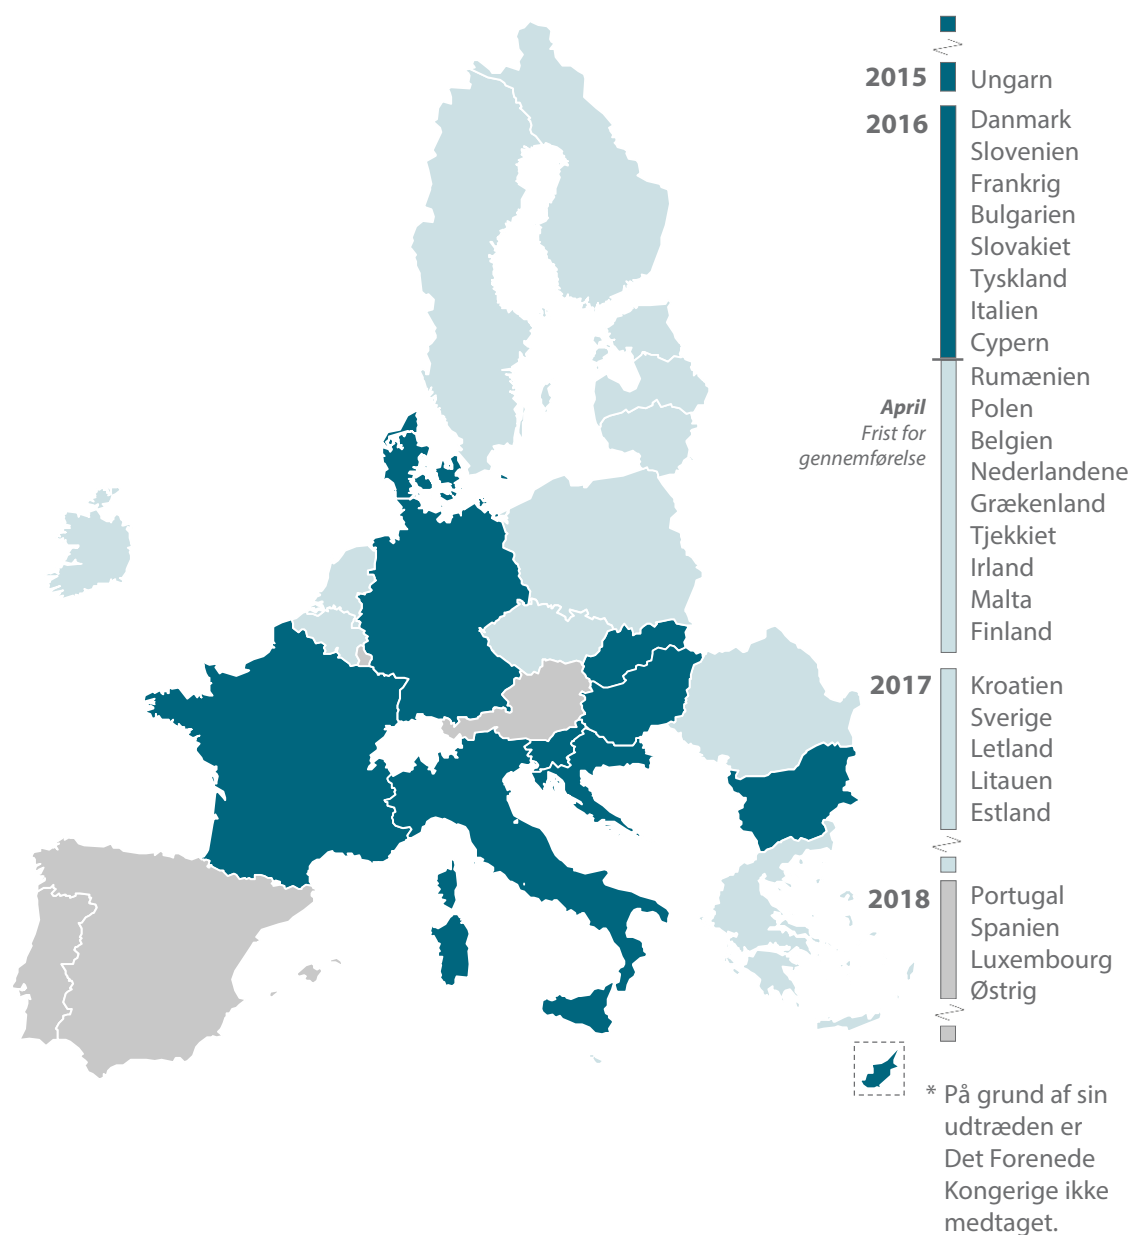 2015
Ungarn
2016
Danmark
Slovenien
Frankrig
Bulgarien
Slovakiet
Tyskland
Italien
Cypern
April
Frist for
gennemførelse
Rumænien
Polen
Belgien
Nederlandene
Grækenland
Tjekkiet
Irland
Malta
Finland
2017
Kroatien
Sverige
Letland
Litauen
Estland
2018
Portugal
Spanien
Luxembourg
Østrig
* På grund af sin
udtræden er
Det Forenede
Kongerige ikke
medtaget.